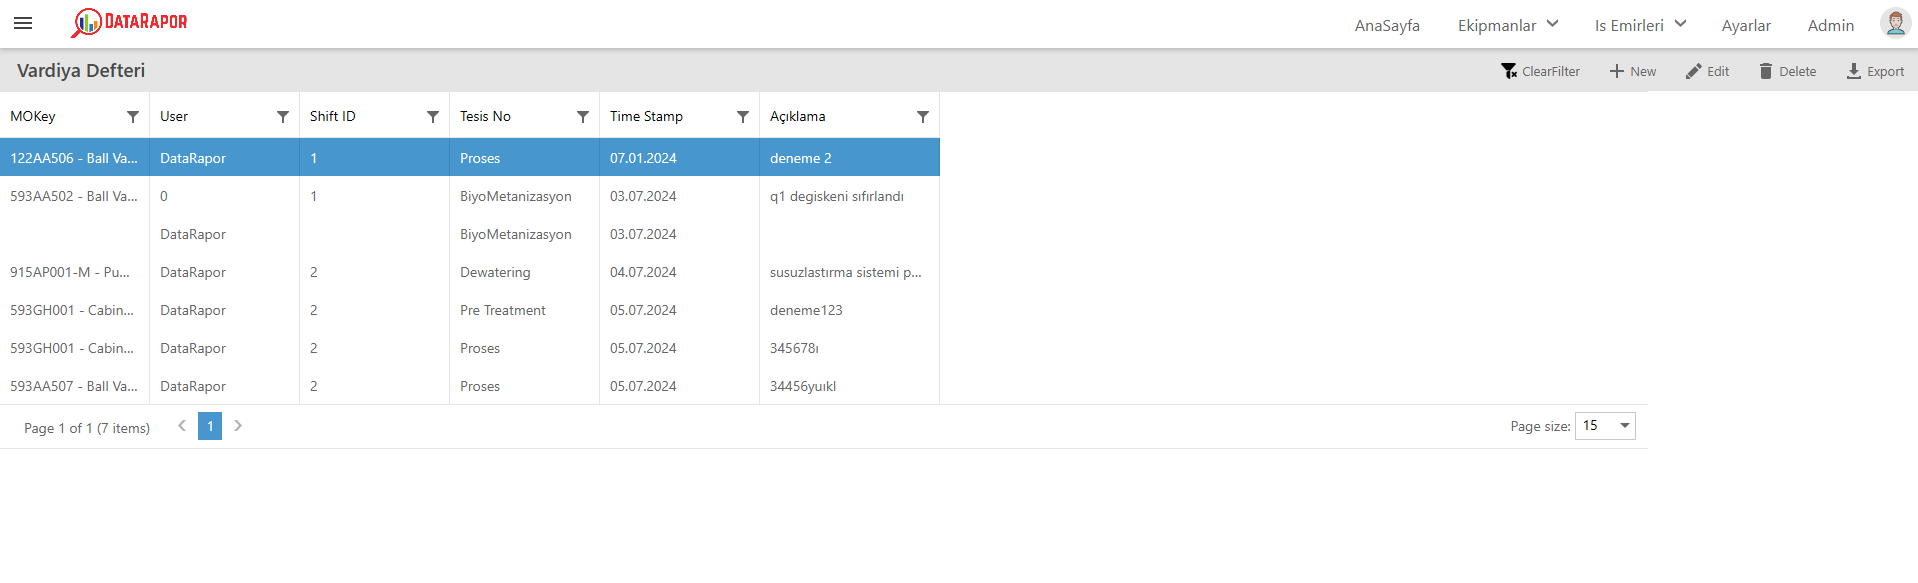 DATARAPOR
AnaSayfa Ekipmanlar Is Emirleri Ayarlar Admin
Vardiya Defteri
ClearFilter New Edit Delete Export
MOKey User Shift ID Tesis No Time Stamp Açıklama
122AA506 - Ball Va... DataRapor 1 Proses 07.01.2024 deneme 2
593AA502 - Ball Va... 0 1 BiyoMetanizasyon 03.07.2024 q1 degiskeni sıfırlandı
DataRapor BiyoMetanizasyon 03.07.2024
915AP001-M - Pu... DataRapor 2 Dewatering 04.07.2024 susuzlastırma sistemi p...
593GH001 - Cabin... DataRapor 2 Pre Treatment 05.07.2024 deneme123
593GH001 - Cabin... DataRapor 2 Proses 05.07.2024 345678ı
593AA507 - Ball Va... DataRapor 2 Proses 05.07.2024 34456yuıkl
Page 1 of 1 (7 items) 1 Page size: 15